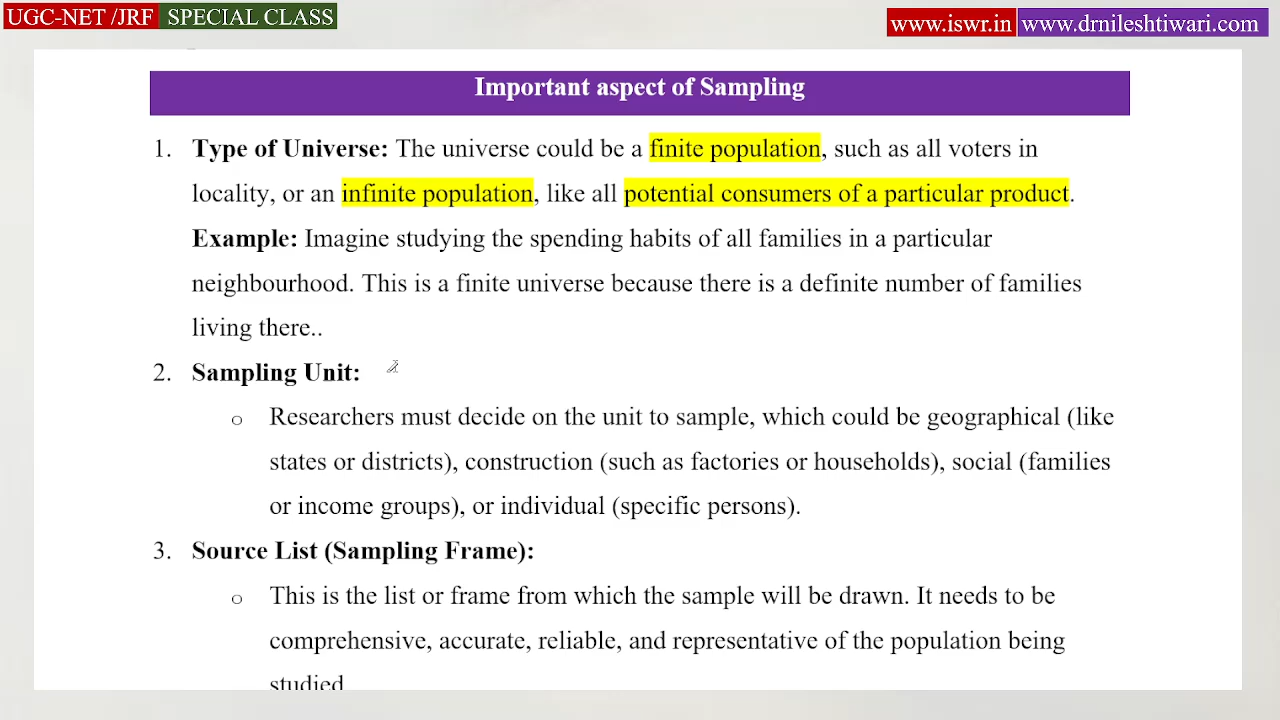 UGC-NET /JRF SPECIAL CLASS
www.iswr.in www.drnileshtiwari.com
Important aspect of Sampling
1. Type of Universe: The universe could be a finite population, such as all voters in
locality, or an infinite population, like all potential consumers of a particular product.
Example: Imagine studying the spending habits of all families in a particular
neighbourhood. This is a finite universe because there is a definite number of families
living there..
2. Sampling Unit:
o Researchers must decide on the unit to sample, which could be geographical (like
states or districts), construction (such as factories or households), social (families
or income groups), or individual (specific persons).
3. Source List (Sampling Frame):
o This is the list or frame from which the sample will be drawn. It needs to be
comprehensive, accurate, reliable, and representative of the population being
studied